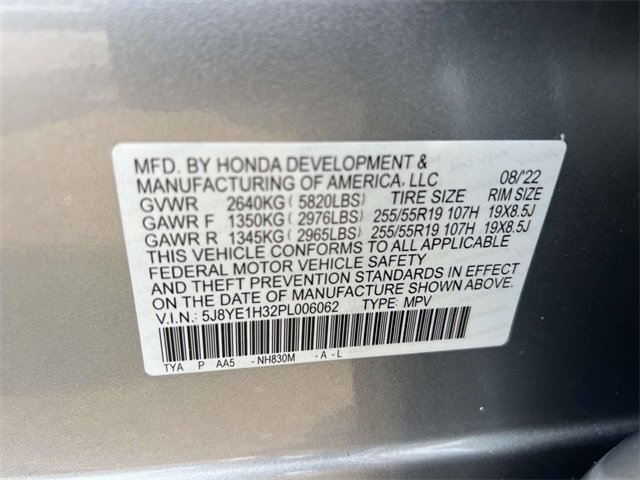 MFD. BY HONDA DEVELOPMENT &
MANUFACTURING OF AMERICA, LLC 08/'22
GVWR 2640KG ( 5820LBS) TIRE SIZE RIM SIZE
GAWR F 1350KG ( 2976LBS) 255/55R19 107H 19X8.5J
GAWR R 1345KG ( 2965LBS) 255/55R19 107H 19X8.5J
THIS VEHICLE CONFORMS TO ALL APPLICABLE
FEDERAL MOTOR VEHICLE SAFETY
AND THEFT PREVENTION STANDARDS IN EFFECT
ON THE DATE OF MANUFACTURE SHOWN ABOVE.
V.I.N.: 5J8YE1H32PL006062 TYPE: MPV
TYA P AA5 -NH830M -A-L